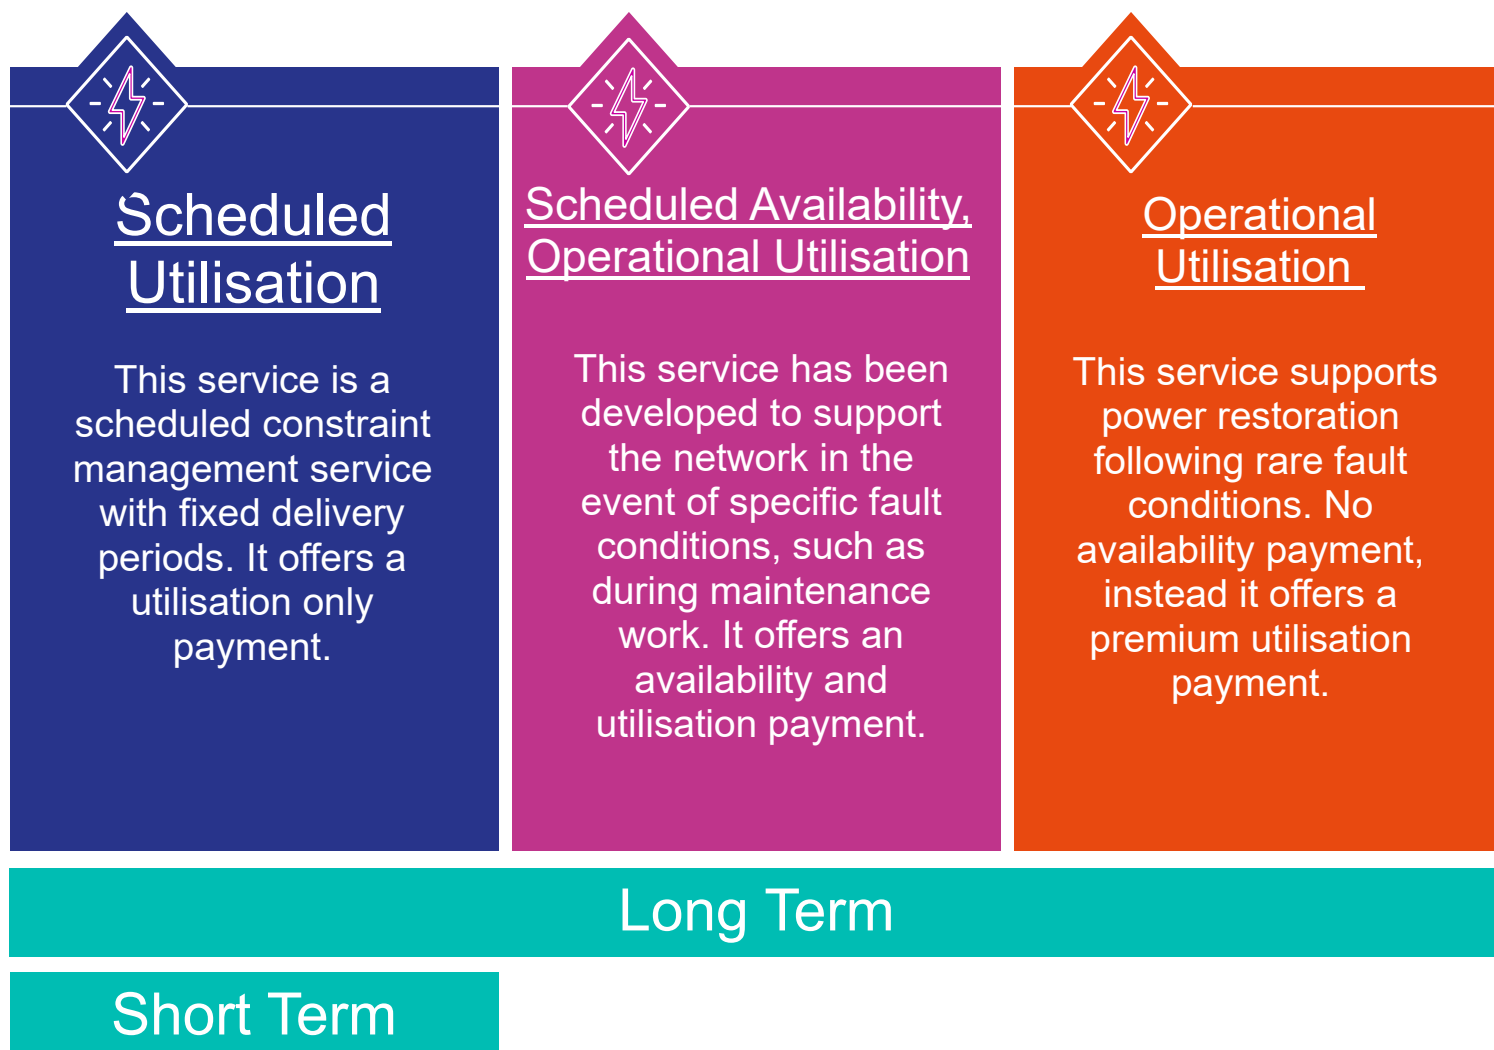 Scheduled
Utilisation
This service is a
scheduled constraint
management service
with fixed delivery
periods. It offers a
utilisation only
payment.
Scheduled Availability,
Operational Utilisation
This service has been
developed to support
the network in the
event of specific fault
conditions, such as
during maintenance
work. It offers an
availability and
utilisation payment.
Operational
Utilisation
This service supports
power restoration
following rare fault
conditions. No
availability payment,
instead it offers a
premium utilisation
payment.
Long Term
Short Term